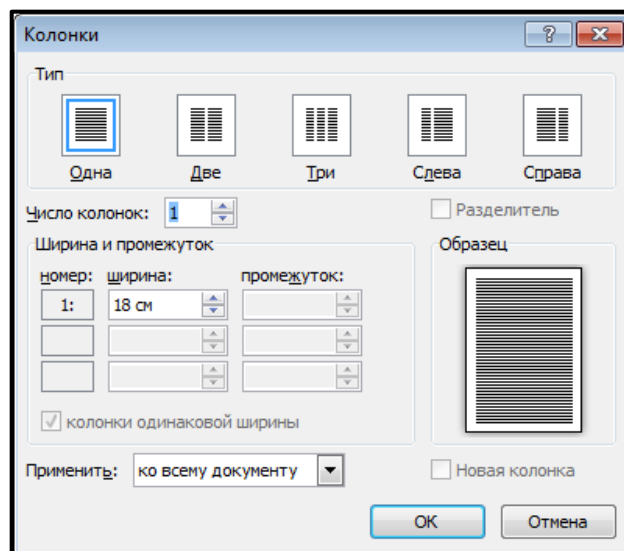 Колонки
Тип
Одна Две Три Слева Справа
Число колонок: 1 Разделитель
Ширина и промежуток Образец
номер: ширина: промежуток:
1: 18 см
колонки одинаковой ширины
Применить: ко всему документу Новая колонка
ОК Отмена